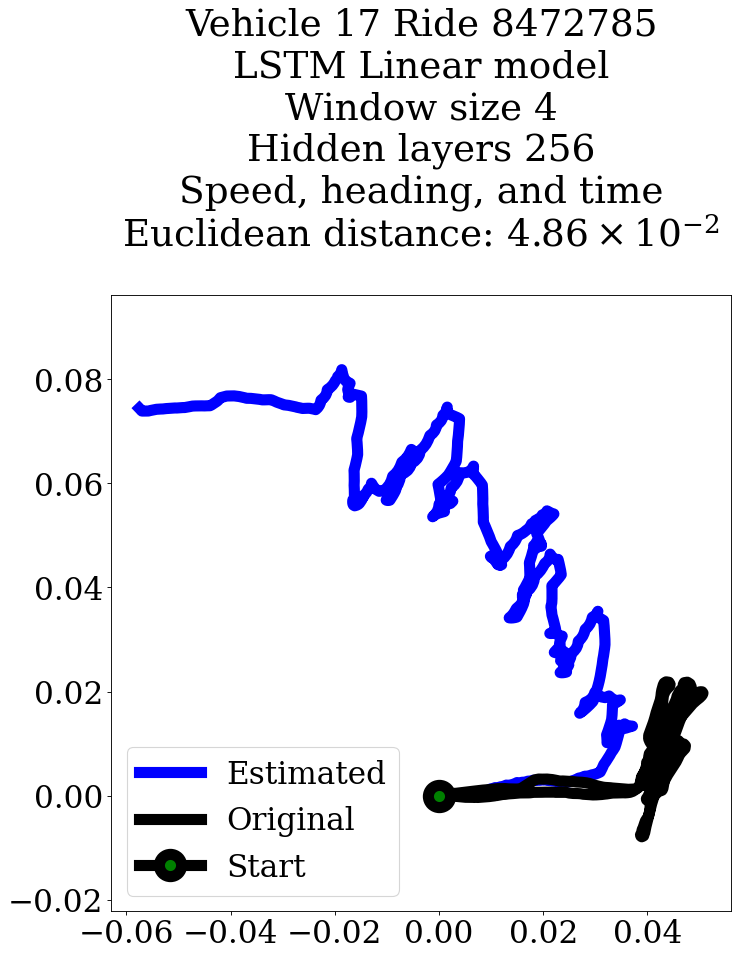 Vehicle 17 Ride 8472785
LSTM Linear model
Window size 4
Hidden layers 256
Speed, heading, and time
Euclidean distance: 4.86 × 10⁻²
0.08
0.06
0.04
0.02
0.00
−0.02
Estimated
Original
Start
−0.06 −0.04 −0.02 0.00 0.02 0.04